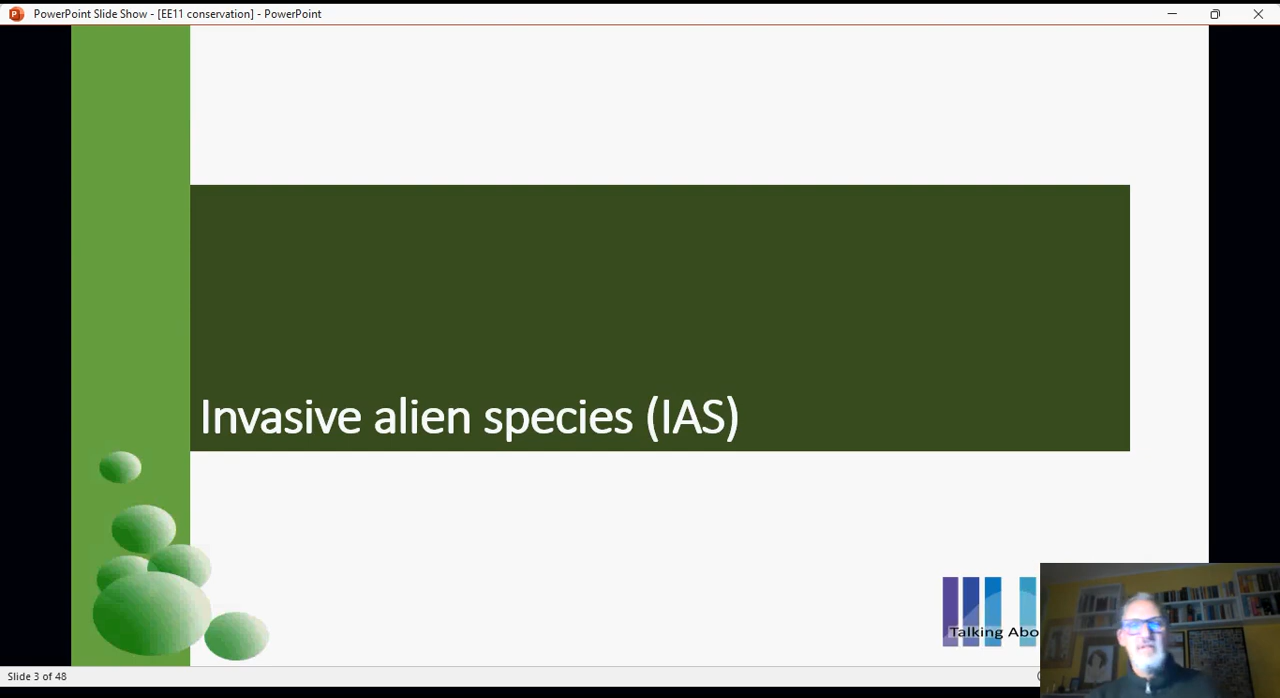 PowerPoint Slide Show - [EE11 conservation] - PowerPoint
Invasive alien species (IAS)
Talking Abo
Slide 3 of 48